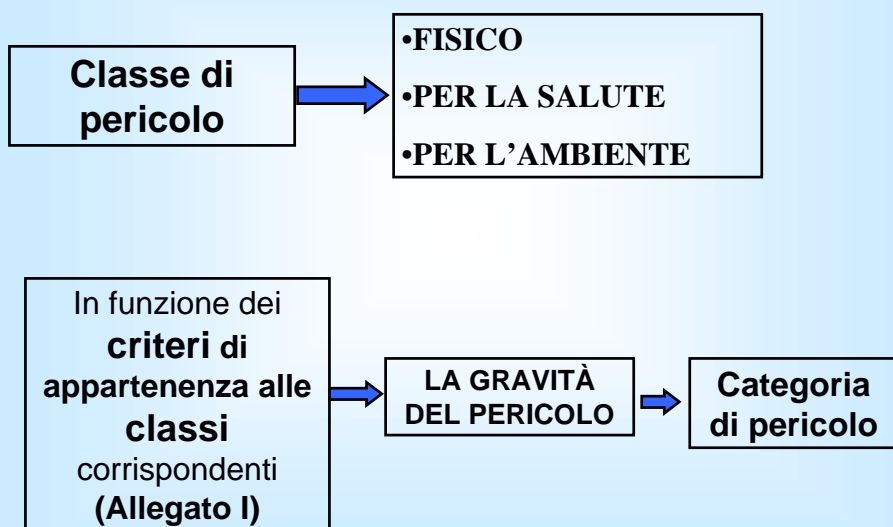 Classe di
pericolo
•FISICO
•PER LA SALUTE
•PER L’AMBIENTE
In funzione dei
criteri di
appartenenza alle
classi
corrispondenti
(Allegato I)
LA GRAVITÀ
DEL PERICOLO
Categoria
di pericolo